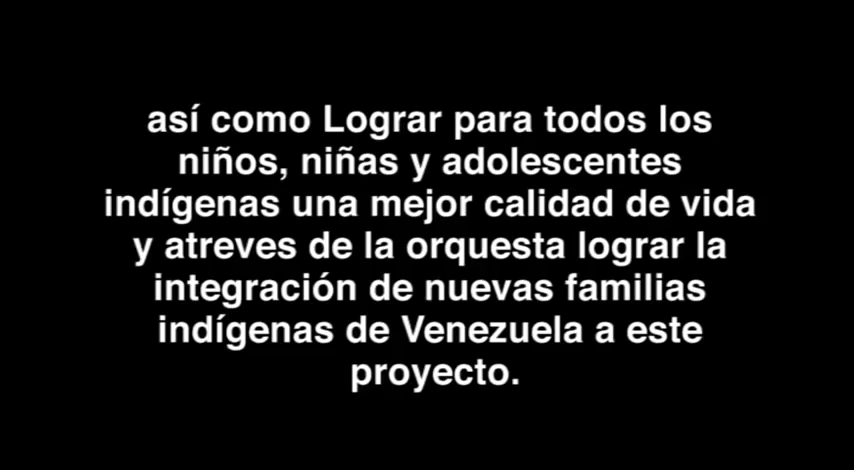 así como Lograr para todos los
niños, niñas y adolescentes
indígenas una mejor calidad de vida
y atreves de la orquesta lograr la
integración de nuevas familias
indígenas de Venezuela a este
proyecto.